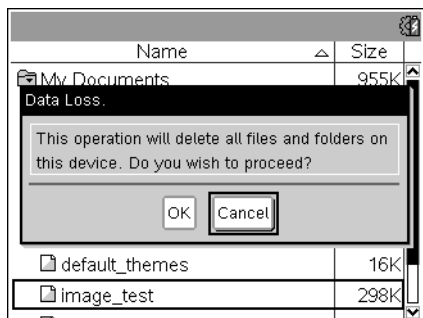 Name Size
My Documents 955K
Data Loss.
This operation will delete all files and folders on
this device. Do you wish to proceed?
OK Cancel
default_themes 16K
image_test 298K